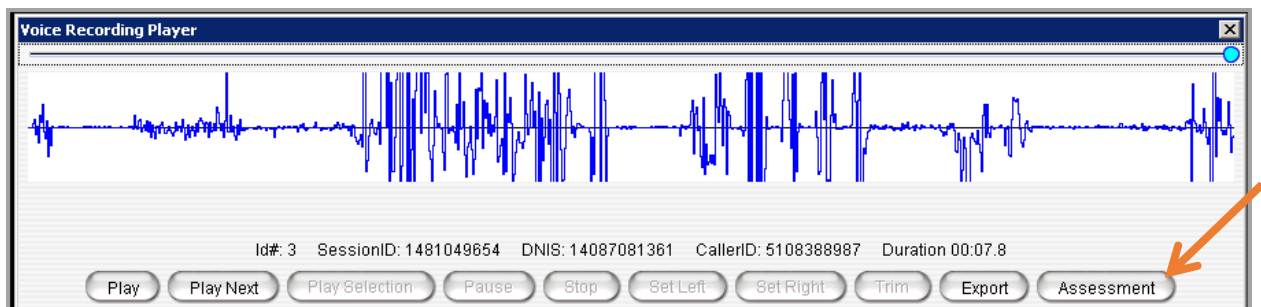 Voice Recording Player
Id#: 3 SessionID: 1481049654 DNIS: 14087081361 CallerID: 5108388987 Duration 00:07.8
Play Play Next Play Selection Pause Stop Set Left Set Right Trim Export Assessment